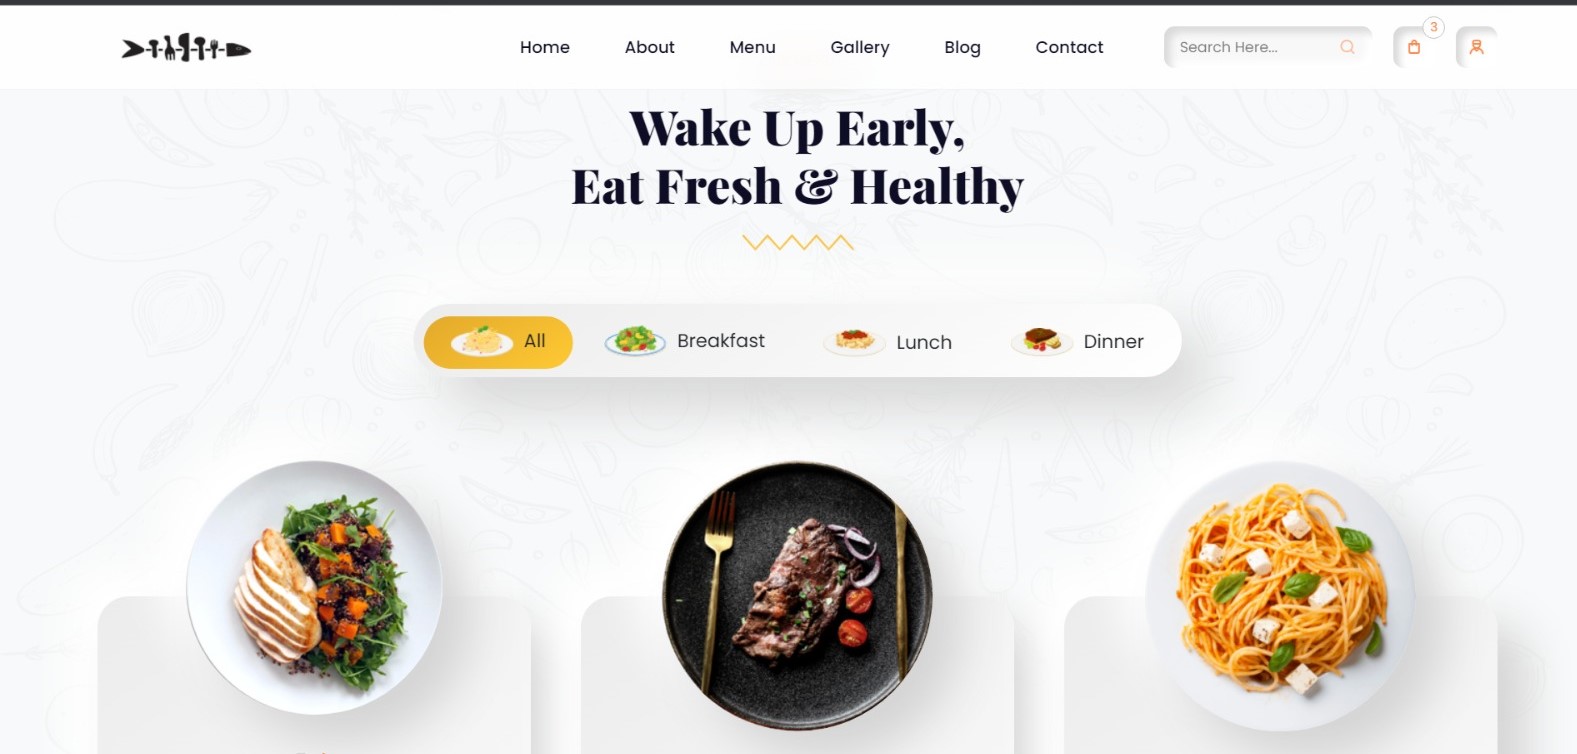 Home About Menu Gallery Blog Contact Search Here... 3
Wake Up Early,
Eat Fresh & Healthy
All Breakfast Lunch Dinner